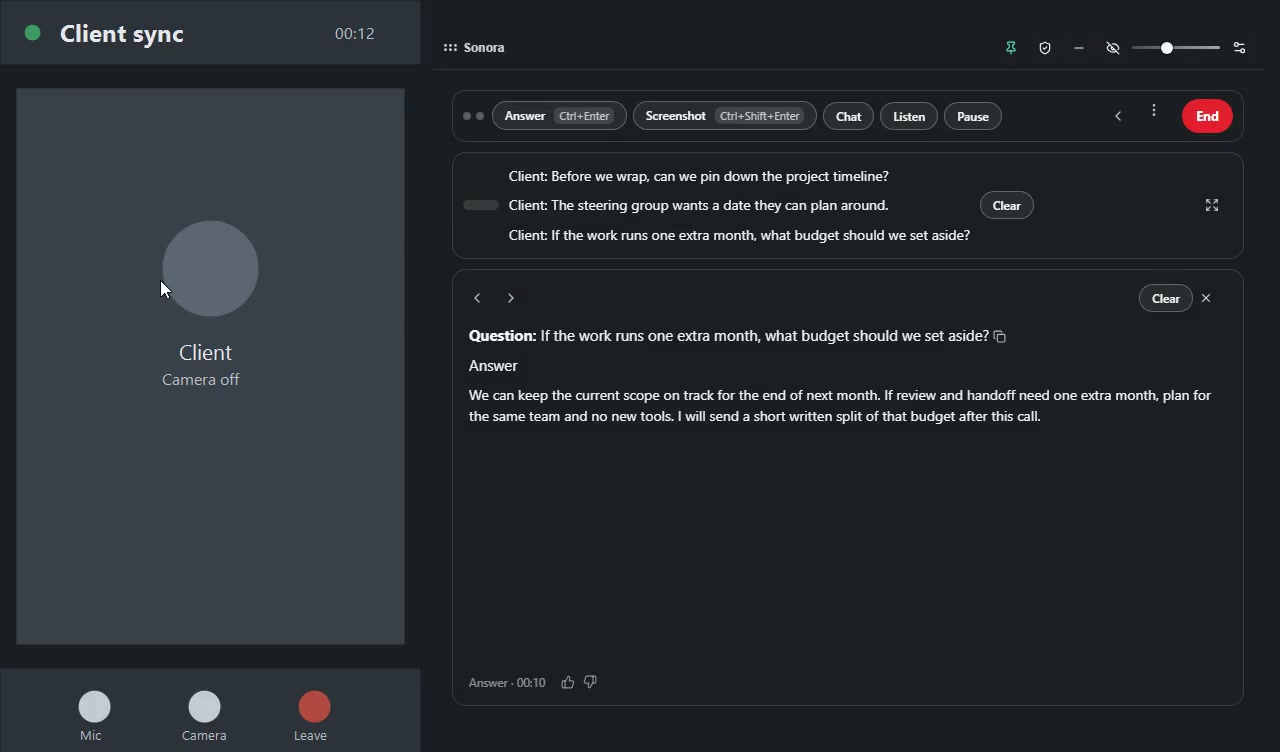 Client sync
00:12
Sonora
Answer Ctrl+Enter
Screenshot Ctrl+Shift+Enter
Chat
Listen
Pause
End
Client: Before we wrap, can we pin down the project timeline?
Client: The steering group wants a date they can plan around.
Clear
Client: If the work runs one extra month, what budget should we set aside?
Clear
Question: If the work runs one extra month, what budget should we set aside?
Answer
We can keep the current scope on track for the end of next month. If review and handoff need one extra month, plan for
the same team and no new tools. I will send a short written split of that budget after this call.
Client
Camera off
Answer · 00:10
Mic
Camera
Leave